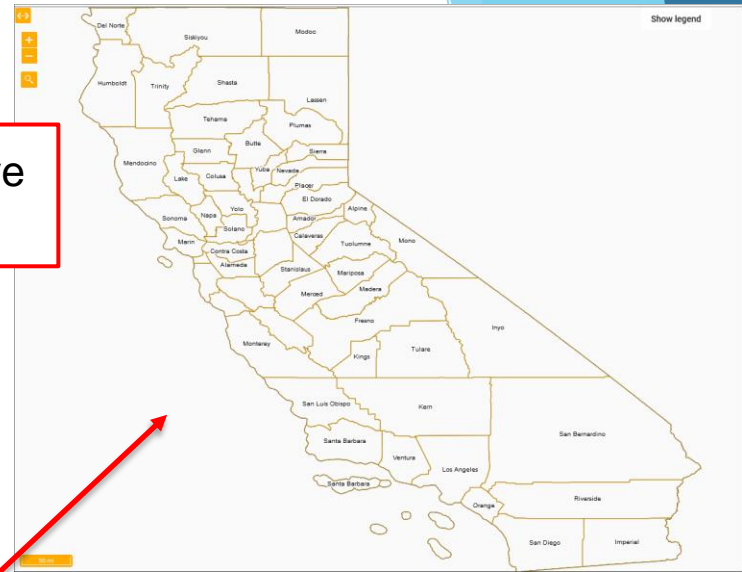 Show legend
Del Norte
Siskiyou
Modoc
Humboldt
Trinity
Shasta
Lassen
Tehama
Plumas
Mendocino
Glenn
Butte
Sierra
Lake
Colusa
Yuba
Nevada
Placer
El Dorado
Sonoma
Napa
Yolo
Solano
Amador
Alpine
Marin
Contra Costa
Calaveras
Tuolumne
Mono
Alameda
Stanislaus
Mariposa
Merced
Madera
Fresno
Inyo
Monterey
Kings
Tulare
San Luis Obispo
Kern
San Bernardino
Santa Barbara
Ventura
Los Angeles
Santa Barbara
Orange
Riverside
San Diego
Imperial